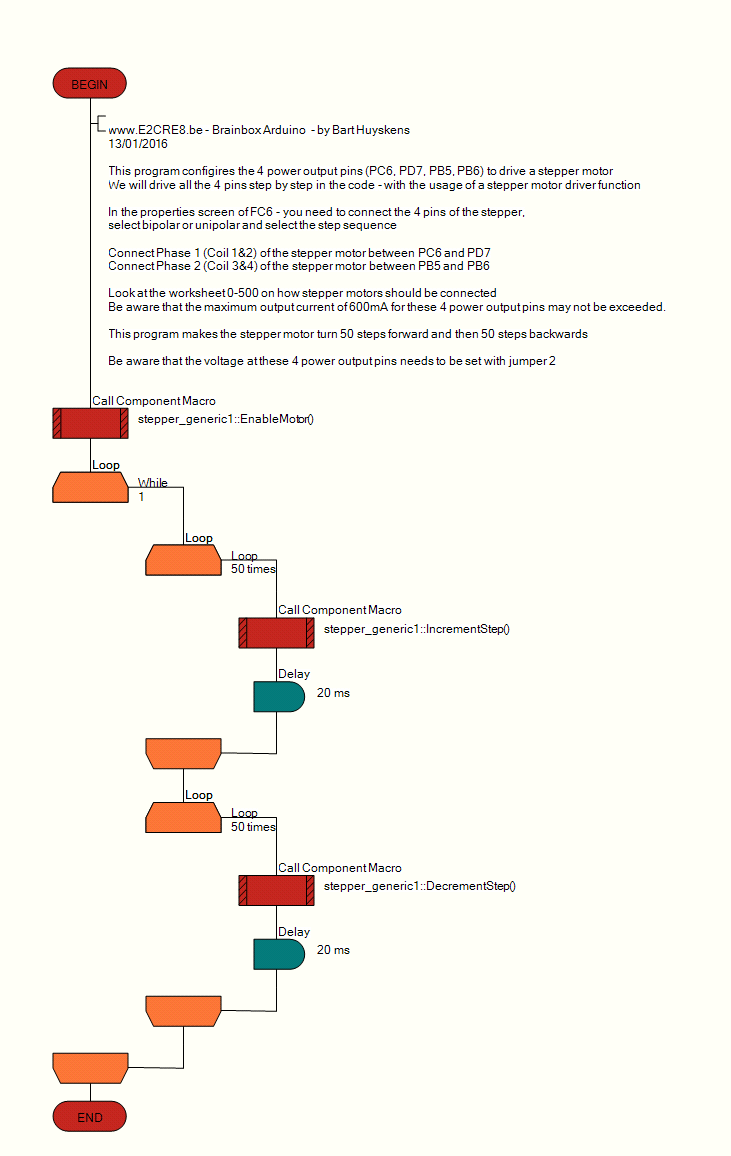 BEGIN
www.E2CRE8.be - Brainbox Arduino - by Bart Huyskens
13/01/2016
This program configires the 4 power output pins (PC6, PD7, PB5, PB6) to drive a stepper motor
We will drive all the 4 pins step by step in the code - with the usage of a stepper motor driver function
In the properties screen of FC6 - you need to connect the 4 pins of the stepper,
select bipolar or unipolar and select the step sequence
Connect Phase 1 (Coil 1&2) of the stepper motor between PC6 and PD7
Connect Phase 2 (Coil 3&4) of the stepper motor between PB5 and PB6
Look at the worksheet 0-500 on how stepper motors should be connected
Be aware that the maximum output current of 600mA for these 4 power output pins may not be exceeded.
This program makes the stepper motor turn 50 steps forward and then 50 steps backwards
Be aware that the voltage at these 4 power output pins needs to be set with jumper 2
Call Component Macro
stepper_generic1::EnableMotor()
Loop
While
1
Loop
Loop
50 times
Call Component Macro
stepper_generic1::IncrementStep()
Delay
20 ms
Loop
Loop
50 times
Call Component Macro
stepper_generic1::DecrementStep()
Delay
20 ms
END